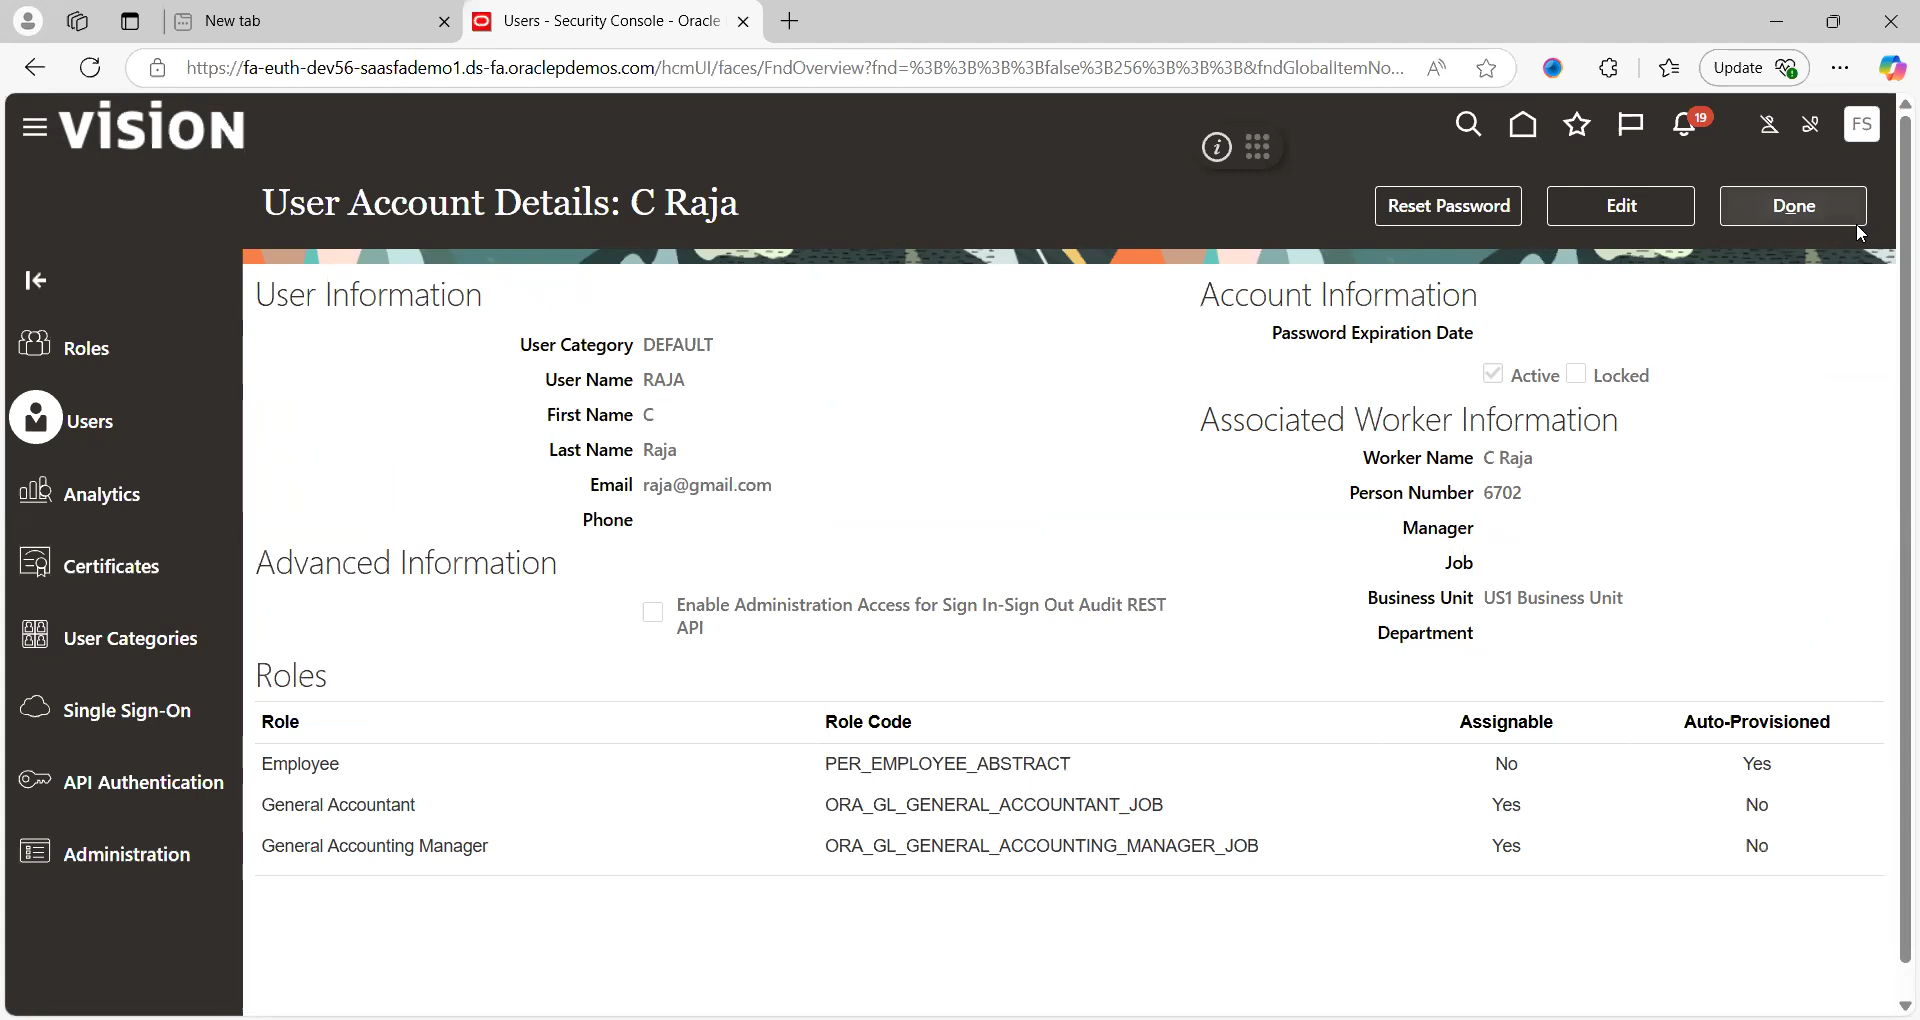 New tab
Users - Security Console - Oracle
https://fa-euth-dev56-saasfademo1.ds-fa.oraclepdemos.com/hcmUI/faces/FndOverview?fnd=%3B%3B%3B%3Bfalse%3B256%3B%3B%3B&fndGlobalItemNo...
Update
VISION
19
FS
User Account Details: C Raja
Reset Password
Edit
Done
User Information
Account Information
Password Expiration Date
User Category DEFAULT
Active
Locked
User Name RAJA
First Name C
Associated Worker Information
Last Name Raja
Worker Name C Raja
Email raja@gmail.com
Person Number 6702
Phone
Manager
Advanced Information
Job
Enable Administration Access for Sign In-Sign Out Audit REST
API
Business Unit US1 Business Unit
Department
Roles
Users
Analytics
Certificates
User Categories
Single Sign-On
API Authentication
Administration
Roles
Role Role Code Assignable Auto-Provisioned
Employee PER_EMPLOYEE_ABSTRACT No Yes
General Accountant ORA_GL_GENERAL_ACCOUNTANT_JOB Yes No
General Accounting Manager ORA_GL_GENERAL_ACCOUNTING_MANAGER_JOB Yes No